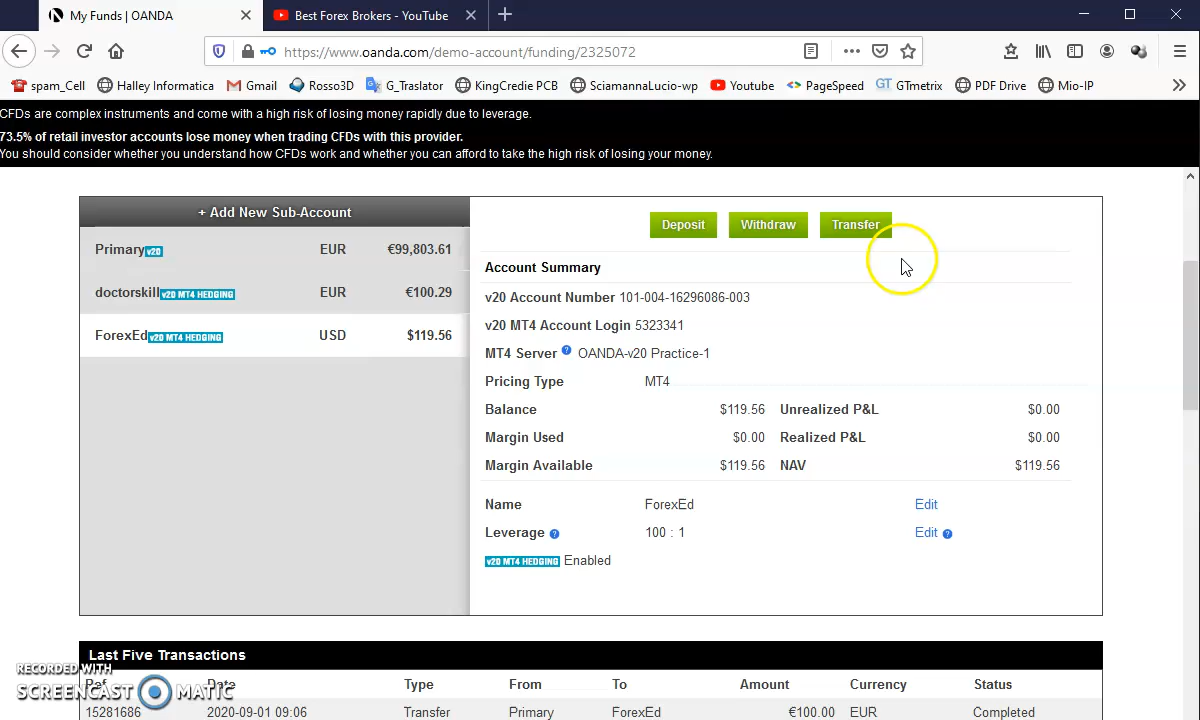 My Funds | OANDA
Best Forex Brokers - YouTube
https://www.oanda.com/demo-account/funding/2325072
spam_Cell Halley Informatica Gmail Rosso3D G_Traslator KingCredie PCB SciamannaLucio-wp Youtube PageSpeed GT GTmetrix PDF Drive Mio-IP
CFDs are complex instruments and come with a high risk of losing money rapidly due to leverage.
73.5% of retail investor accounts lose money when trading CFDs with this provider.
You should consider whether you understand how CFDs work and whether you can afford to take the high risk of losing your money.
+ Add New Sub-Account
Primary v20 EUR €99,803.61
doctorskill v20 MT4 HEDGING EUR €100.29
ForexEd v20 MT4 HEDGING USD $119.56
Deposit Withdraw Transfer
Account Summary
v20 Account Number 101-004-16296086-003
v20 MT4 Account Login 5323341
MT4 Server ? OANDA-v20 Practice-1
Pricing Type MT4
Balance $119.56 Unrealized P&L $0.00
Margin Used $0.00 Realized P&L $0.00
Margin Available $119.56 NAV $119.56
Name ForexEd Edit
Leverage ? 100 : 1 Edit ?
v20 MT4 HEDGING Enabled
Last Five Transactions
Ref Date Type From To Amount Currency Status
15281686 2020-09-01 09:06 Transfer Primary ForexEd €100.00 EUR Completed
RECORDED WITH
SCREENCAST MATIC